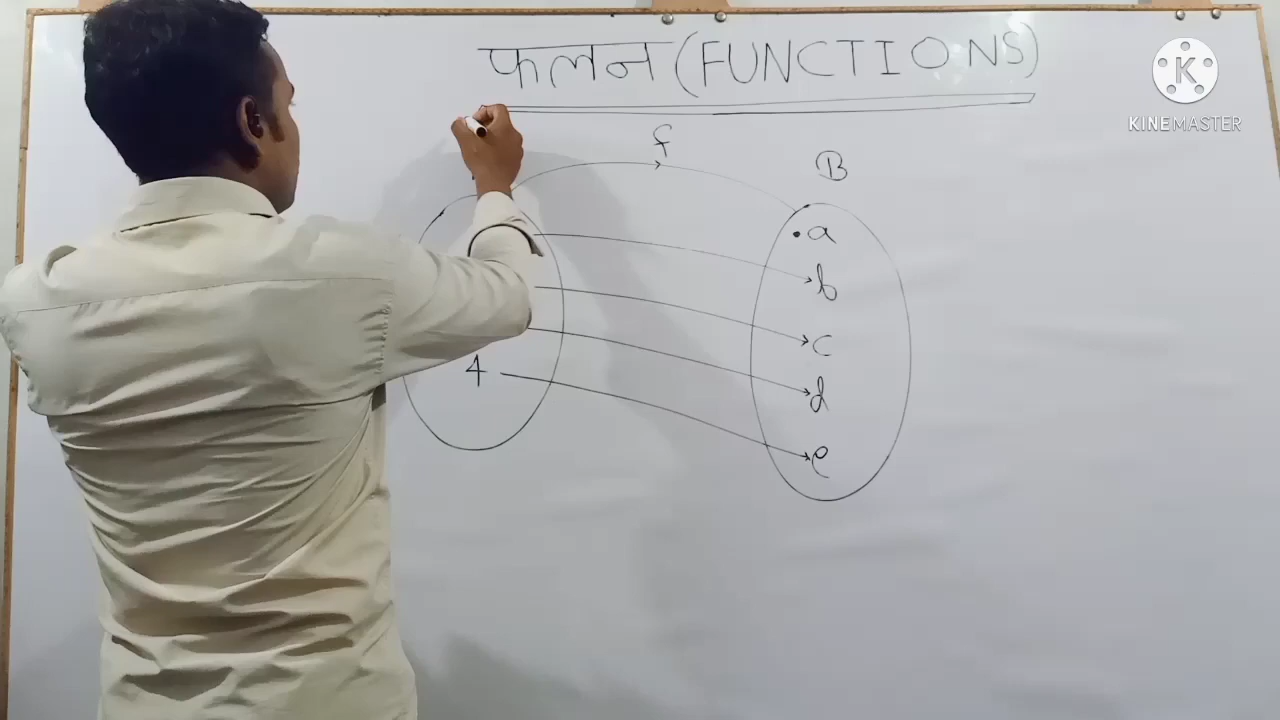 फलन (FUNCTIONS)
K
KINEMASTER
f
B
a
b
c
d
4
e